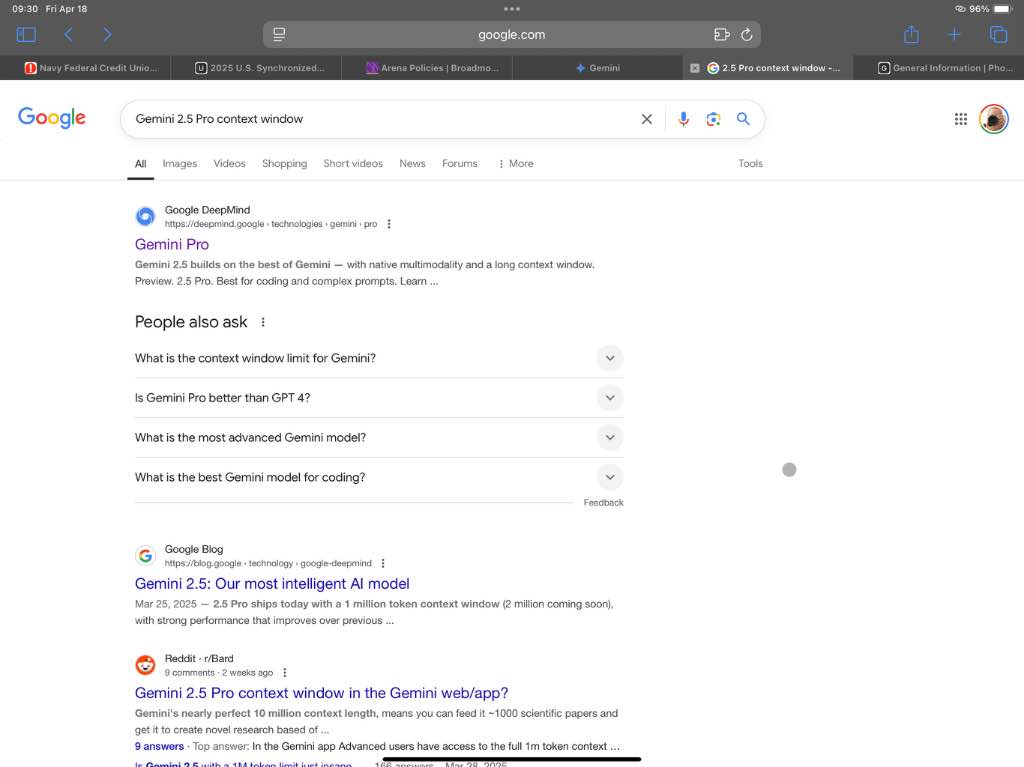 09:30 Fri Apr 18
96%
google.com
Navy Federal Credit Unio...
2025 U.S. Synchronized...
Arena Policies | Broadmo...
Gemini
2.5 Pro context window -...
General Information | Pho...
Google
Gemini 2.5 Pro context window
All Images Videos Shopping Short videos News Forums More Tools
Google DeepMind
https://deepmind.google › technologies › gemini › pro
Gemini Pro
Gemini 2.5 builds on the best of Gemini — with native multimodality and a long context window.
Preview. 2.5 Pro. Best for coding and complex prompts. Learn ...
People also ask
What is the context window limit for Gemini?
Is Gemini Pro better than GPT 4?
What is the most advanced Gemini model?
What is the best Gemini model for coding?
Feedback
Google Blog
https://blog.google › technology › google-deepmind
Gemini 2.5: Our most intelligent AI model
Mar 25, 2025 — 2.5 Pro ships today with a 1 million token context window (2 million coming soon),
with strong performance that improves over previous ...
Reddit · r/Bard
9 comments · 2 weeks ago
Gemini 2.5 Pro context window in the Gemini web/app?
Gemini's nearly perfect 10 million context length, means you can feed it ~1000 scientific papers and
get it to create novel research based of ...
9 answers · Top answer: In the Gemini app Advanced users have access to the full 1m token context ...
Is Gemini 2.5 with a 1M token limit just insane 166 answers Mar 28, 2025